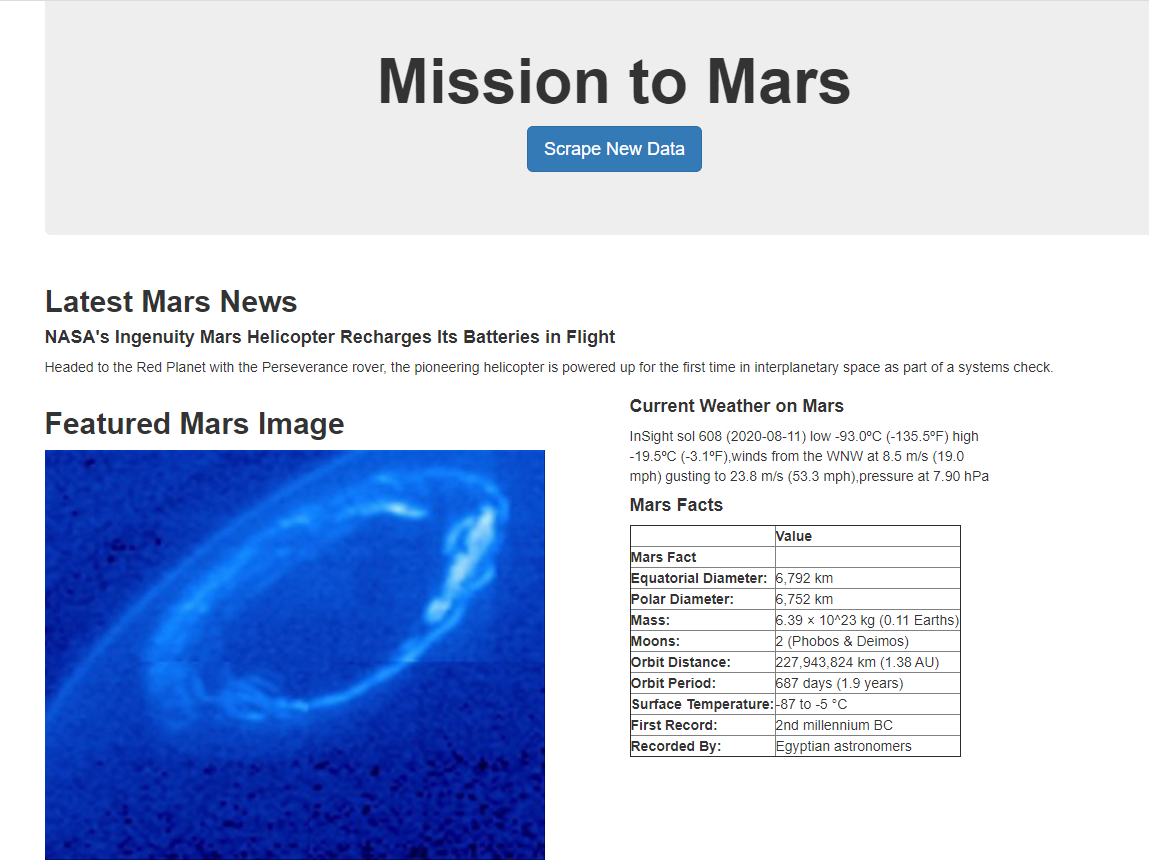 Mission to Mars
Scrape New Data
Latest Mars News
NASA's Ingenuity Mars Helicopter Recharges Its Batteries in Flight
Headed to the Red Planet with the Perseverance rover, the pioneering helicopter is powered up for the first time in interplanetary space as part of a systems check.
Featured Mars Image
Current Weather on Mars
InSight sol 608 (2020-08-11) low -93.0ºC (-135.5ºF) high
-19.5ºC (-3.1ºF),winds from the WNW at 8.5 m/s (19.0
mph) gusting to 23.8 m/s (53.3 mph),pressure at 7.90 hPa
Mars Facts
Value
Mars Fact
Equatorial Diameter: 6,792 km
Polar Diameter: 6,752 km
Mass: 6.39 × 10^23 kg (0.11 Earths)
Moons: 2 (Phobos & Deimos)
Orbit Distance: 227,943,824 km (1.38 AU)
Orbit Period: 687 days (1.9 years)
Surface Temperature: -87 to -5 °C
First Record: 2nd millennium BC
Recorded By: Egyptian astronomers